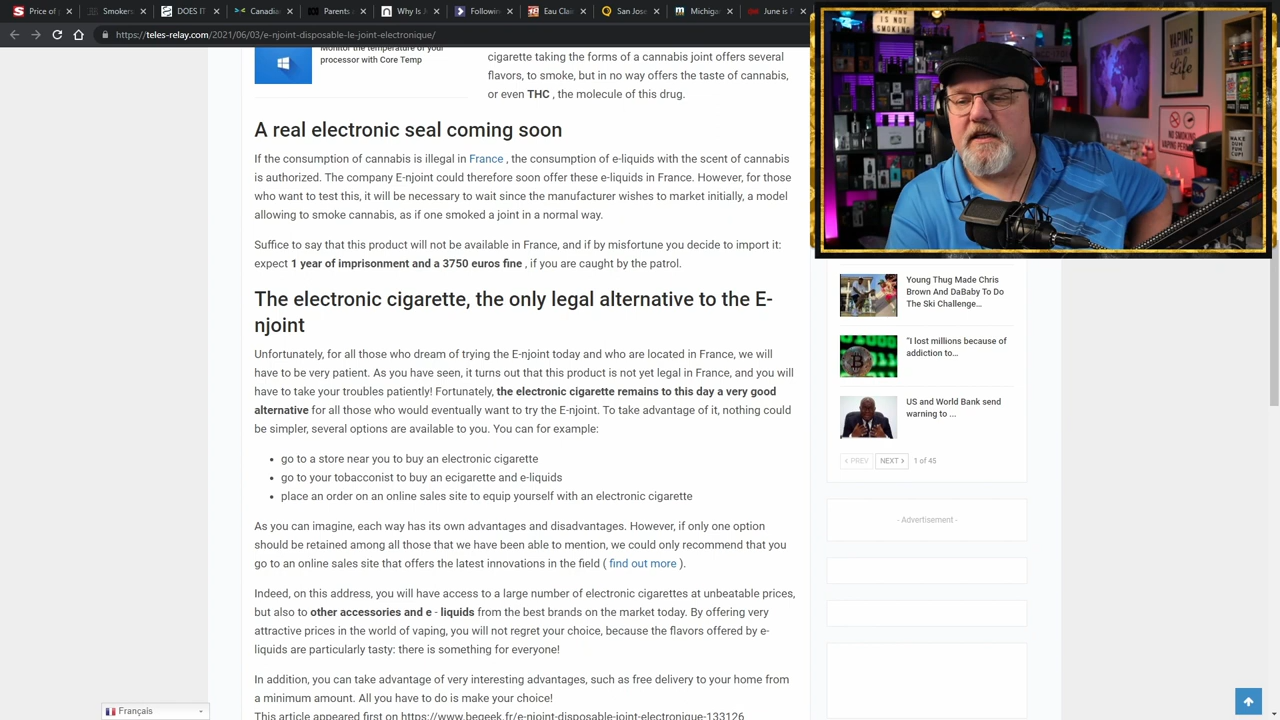 Price of
Smokin
DOES IT
Parents
Why Is
Fog
Eau Cla
Michig
June is
10/02/e-njoint-disposable-joint-electronique/
VAPING
IS NOT
SMOKING
VAPING
Life
NO SMOKING
Monitor the temperature of your
processor with Core Temp
cigarette taking the forms of a cannabis joint offers several
flavors, to smoke, but in no way offers the taste of cannabis,
or even THC , the molecule of this drug.
A real electronic seal coming soon
If the consumption of cannabis is illegal in France , the consumption of e-liquids with the scent of cannabis
is authorized. The company E-njoint could therefore soon offer these e-liquids in France. However, for those
who want to test this, it will be necessary to wait since the manufacturer wishes to market initially, a model
allowing to smoke cannabis, as if one smoked a joint in a normal way.
Suffice to say that this product will not be available in France, and if by misfortune you decide to import it:
expect 1 year of imprisonment and a 3750 euros fine , if you are caught by the patrol.
The electronic cigarette, the only legal alternative to the E-
njoint
Unfortunately, for all those who dream of trying the E-njoint today and who are located in France, we will
have to be very patient. As you have seen, it turns out that this product is not yet legal in France, and you will
have to take your troubles patiently! Fortunately, the electronic cigarette remains to this day a very good
alternative for all those who would eventually want to try the E-njoint. To take advantage of it, nothing could
be simpler, several options are available to you. You can for example:
• go to a store near you to buy an electronic cigarette
• go to your tobacconist to buy an ecigarette and e-liquids
• place an order on an online sales site to equip yourself with an electronic cigarette
As you can imagine, each way has its own advantages and disadvantages. However, if only one option
should be retained among all those that we have been able to mention, we could only recommend that you
go to an online sales site that offers the latest innovations in the field ( find out more ).
Indeed, on this address, you will have access to a large number of electronic cigarettes at unbeatable prices,
but also to other accessories and e - liquids from the best brands on the market today. By offering very
attractive prices in the world of vaping, you will not regret your choice, because the flavors offered by e-
liquids are particularly tasty: there is something for everyone!
In addition, you can take advantage of very interesting advantages, such as free delivery to your home from
a minimum amount. All you have to do is make your choice!
This article appeared first on https://www.begeek.fr/e-njoint-disposable-joint-electronique-133126
Young Thug Made Chris
Brown And DaBaby To Do
The Ski Challenge…
"I lost millions because of
addiction to…
US and World Bank send
warning to ...
PREV
NEXT
1 of 45
- Advertisement -
Français